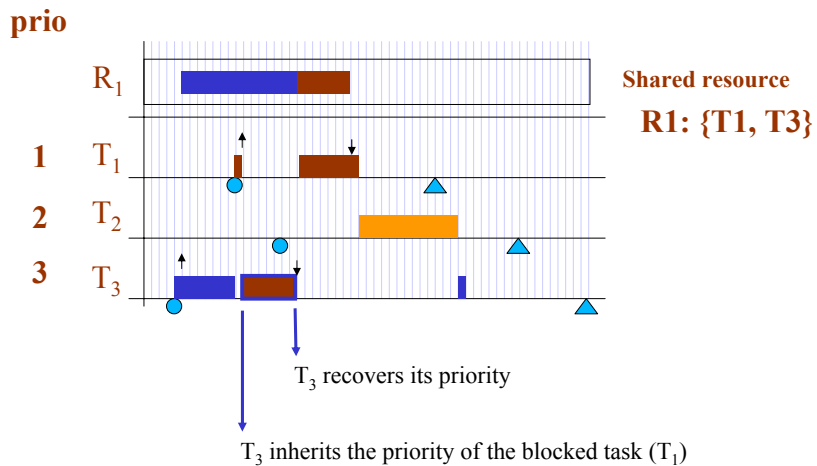 prio
R1
Shared resource
R1: {T1, T3}
1 T1
2 T2
3 T3
T3 recovers its priority
T3 inherits the priority of the blocked task (T1)